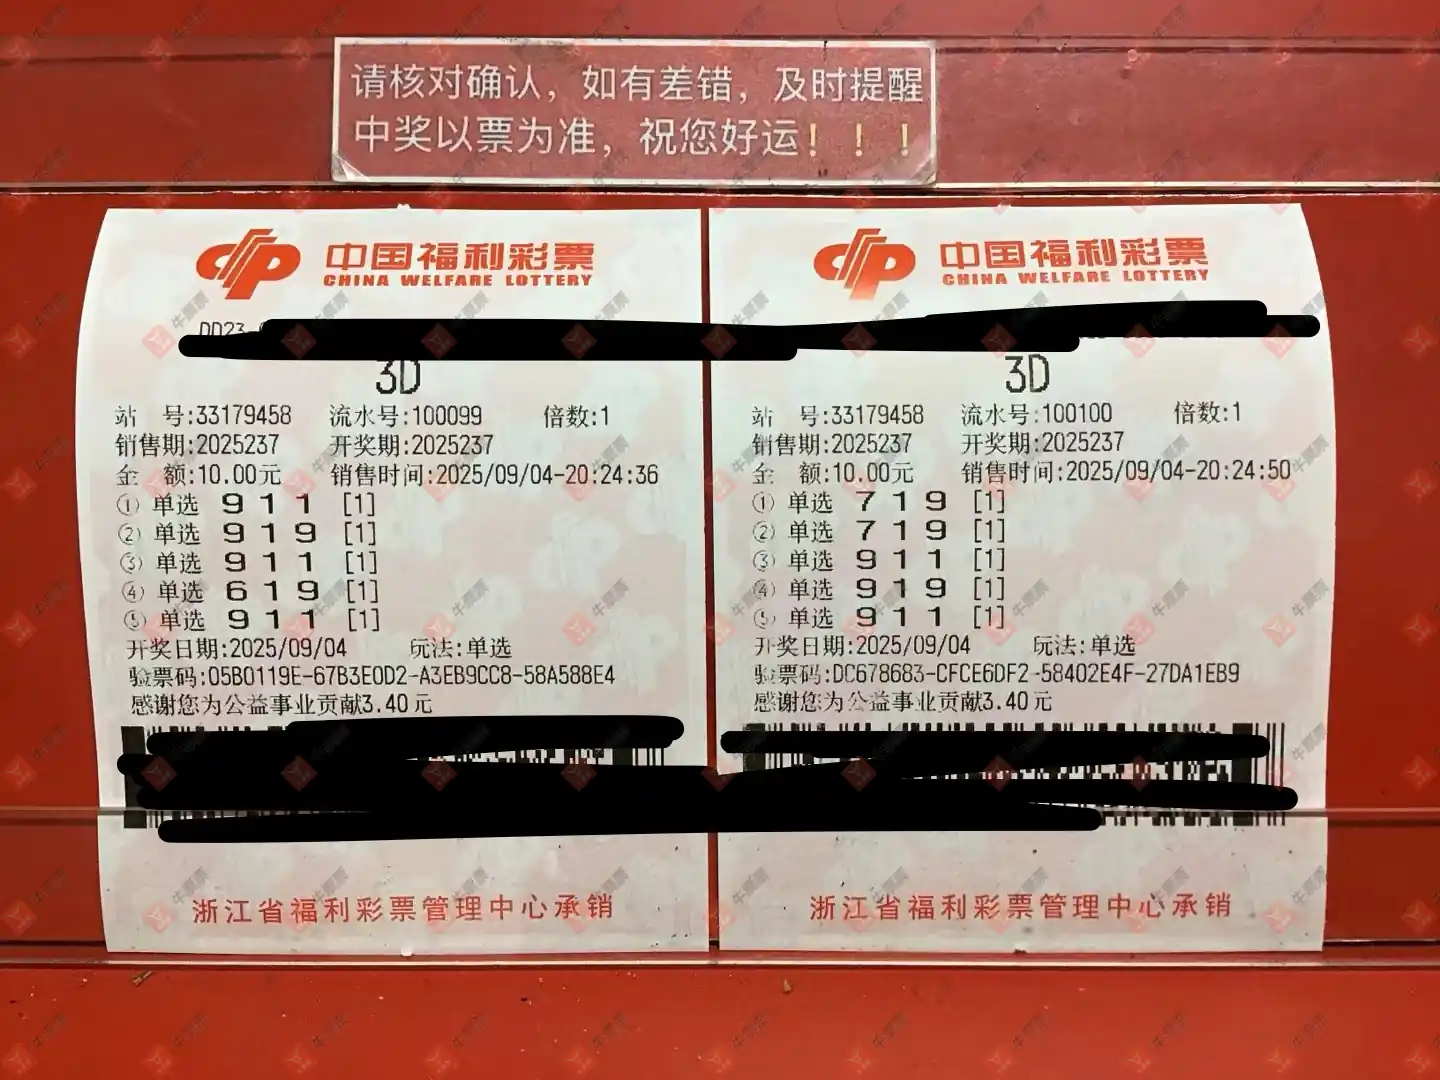 请核对确认，如有差错，及时提醒
中奖以票为准，祝您好运！！！
中国福利彩票
CHINA WELFARE LOTTERY
DD23
3D
站 号:33179458 流水号:100099 倍数:1
销售期:2025237 开奖期:2025237
金 额:10.00元 销售时间:2025/09/04-20:24:36
① 单选 9 1 1 [1]
② 单选 9 1 9 [1]
③ 单选 9 1 1 [1]
④ 单选 6 1 9 [1]
⑤ 单选 9 1 1 [1]
开奖日期:2025/09/04 玩法:单选
验票码:05B0119E-67B3E0D2-A3EB9CC8-58A588E4
感谢您为公益事业贡献3.40元
浙江省福利彩票管理中心承销
中国福利彩票
CHINA WELFARE LOTTERY
3D
站 号:33179458 流水号:100100 倍数:1
销售期:2025237 开奖期:2025237
金 额:10.00元 销售时间:2025/09/04-20:24:50
① 单选 7 1 9 [1]
② 单选 7 1 9 [1]
③ 单选 9 1 1 [1]
④ 单选 9 1 9 [1]
⑤ 单选 9 1 1 [1]
开奖日期:2025/09/04 玩法:单选
验票码:DC678683-CFCE6DF2-58402E4F-27DA1EB9
感谢您为公益事业贡献3.40元
浙江省福利彩票管理中心承销